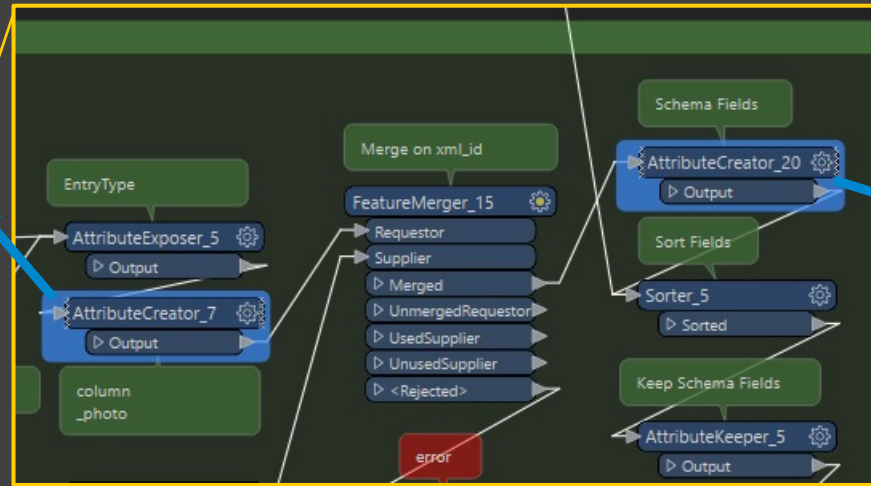 EntryType
AttributeExposer_5
Output
AttributeCreator_7
Output
column
_photo
Merge on xml_id
FeatureMerger_15
Requestor
Supplier
Merged
UnmergedRequestor
UsedSupplier
UnusedSupplier
<Rejected>
error
Schema Fields
AttributeCreator_20
Output
Sort Fields
Sorter_5
Sorted
Keep Schema Fields
AttributeKeeper_5
Output